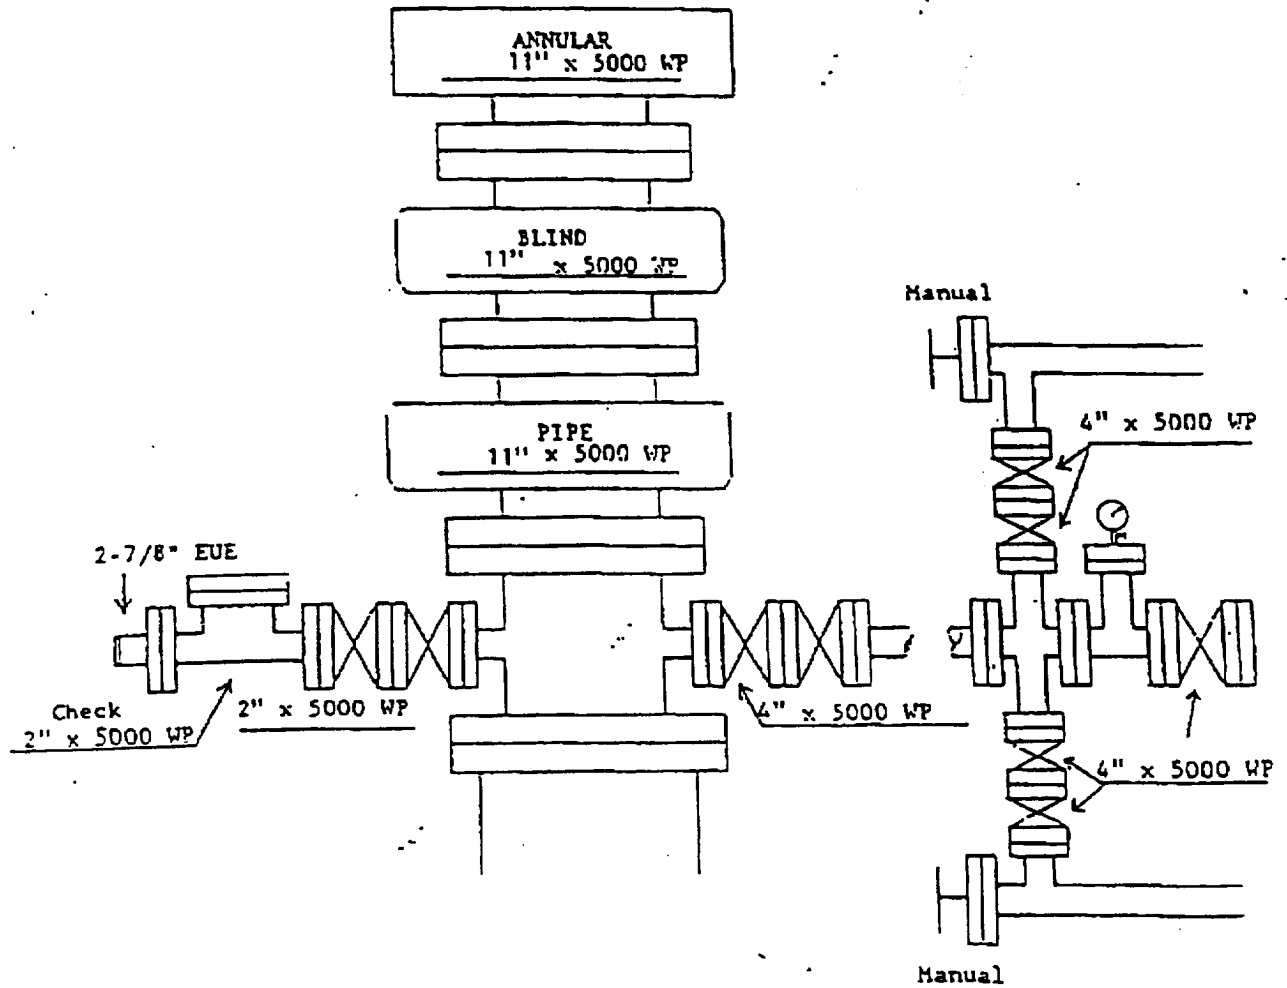 ANNULAR
11" x 5000 WP
BLIND
11" x 5000 WP
Manual
PIPE
11" x 5000 WP
4" x 5000 WP
2-7/8" EUE
Check
2" x 5000 WP
2" x 5000 WP
4" x 5000 WP
4" x 5000 WP
Manual